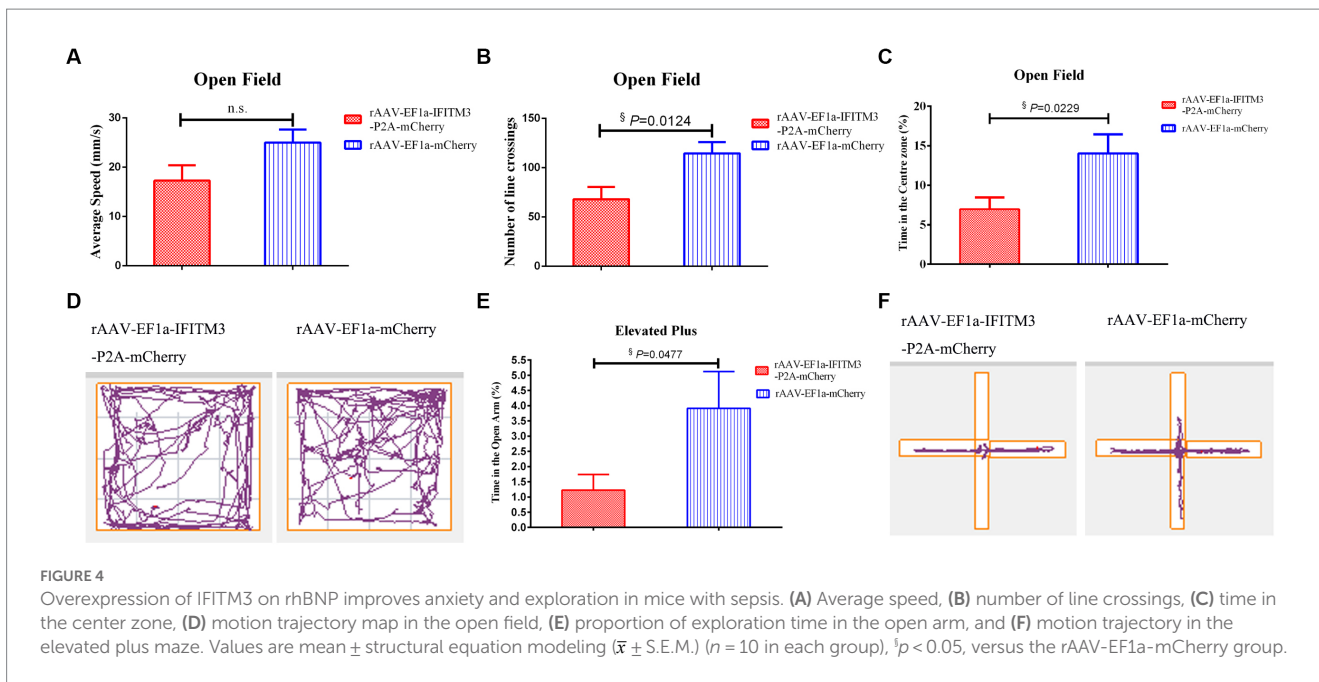 A
Open Field
n.s.
rAAV-EF1a-IFITM3
-P2A-mCherry
rAAV-EF1a-mCherry
Average Speed (mm/s)
30
20
10
0
B
Open Field
§ P=0.0124
rAAV-EF1a-IFITM3
-P2A-mCherry
rAAV-EF1a-mCherry
Number of line crossings
150
100
50
0
C
Open Field
§ P=0.0229
rAAV-EF1a-IFITM3
-P2A-mCherry
rAAV-EF1a-mCherry
Time in the Centre zone (%)
20
15
10
5
0
D
rAAV-EF1a-IFITM3
-P2A-mCherry
rAAV-EF1a-mCherry
E
Elevated Plus
§ P=0.0477
rAAV-EF1a-IFITM3
-P2A-mCherry
rAAV-EF1a-mCherry
Time in the Open Arm (%)
5.5
5.0
4.5
4.0
3.5
3.0
2.5
2.0
1.5
1.0
0.5
0.0
F
rAAV-EF1a-IFITM3
-P2A-mCherry
rAAV-EF1a-mCherry
FIGURE 4
Overexpression of IFITM3 on rhBNP improves anxiety and exploration in mice with sepsis. (A) Average speed, (B) number of line crossings, (C) time in
the center zone, (D) motion trajectory map in the open field, (E) proportion of exploration time in the open arm, and (F) motion trajectory in the
elevated plus maze. Values are mean ± structural equation modeling (x̅ ± S.E.M.) (n = 10 in each group), §p < 0.05, versus the rAAV-EF1a-mCherry group.